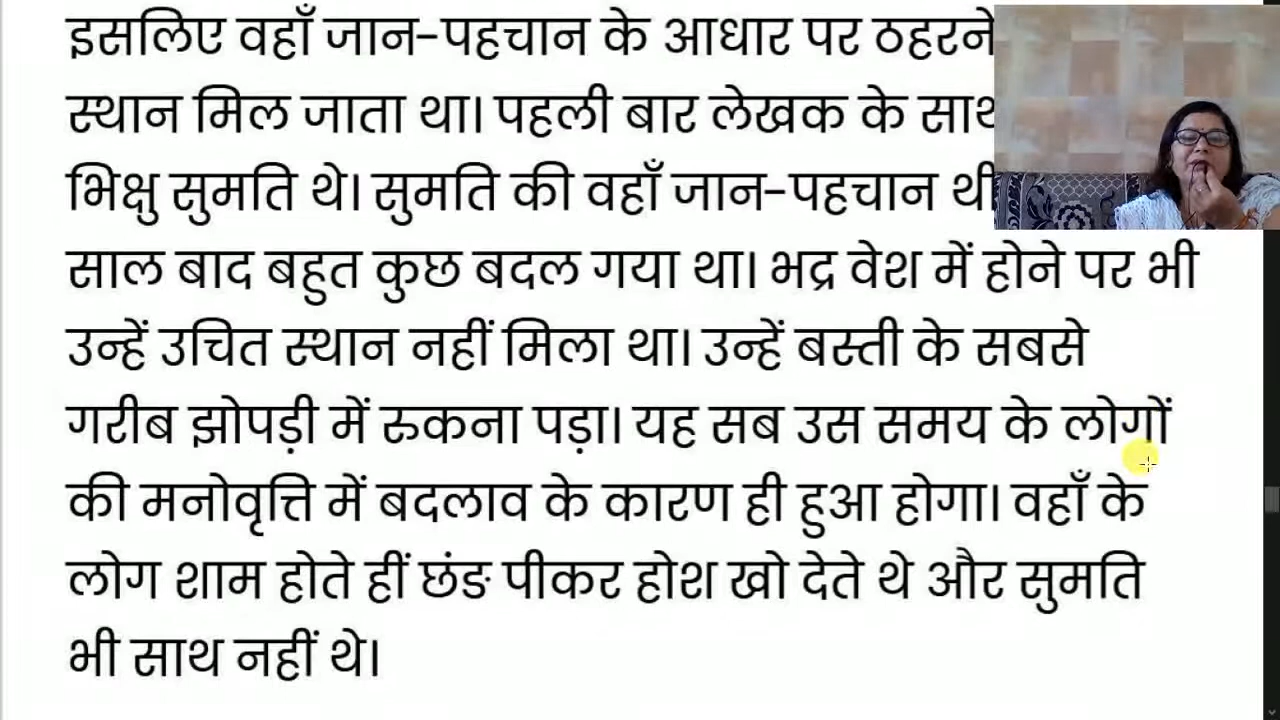 इसलिए वहाँ जान-पहचान के आधार पर ठहरने
स्थान मिल जाता था। पहली बार लेखक के साथ
भिक्षु सुमति थे। सुमति की वहाँ जान-पहचान थी
साल बाद बहुत कुछ बदल गया था। भद्र वेश में होने पर भी
उन्हें उचित स्थान नहीं मिला था। उन्हें बस्ती के सबसे
गरीब झोपड़ी में रुकना पड़ा। यह सब उस समय के लोगों
की मनोवृत्ति में बदलाव के कारण ही हुआ होगा। वहाँ के
लोग शाम होते हीं छंङ पीकर होश खो देते थे और सुमति
भी साथ नहीं थे।